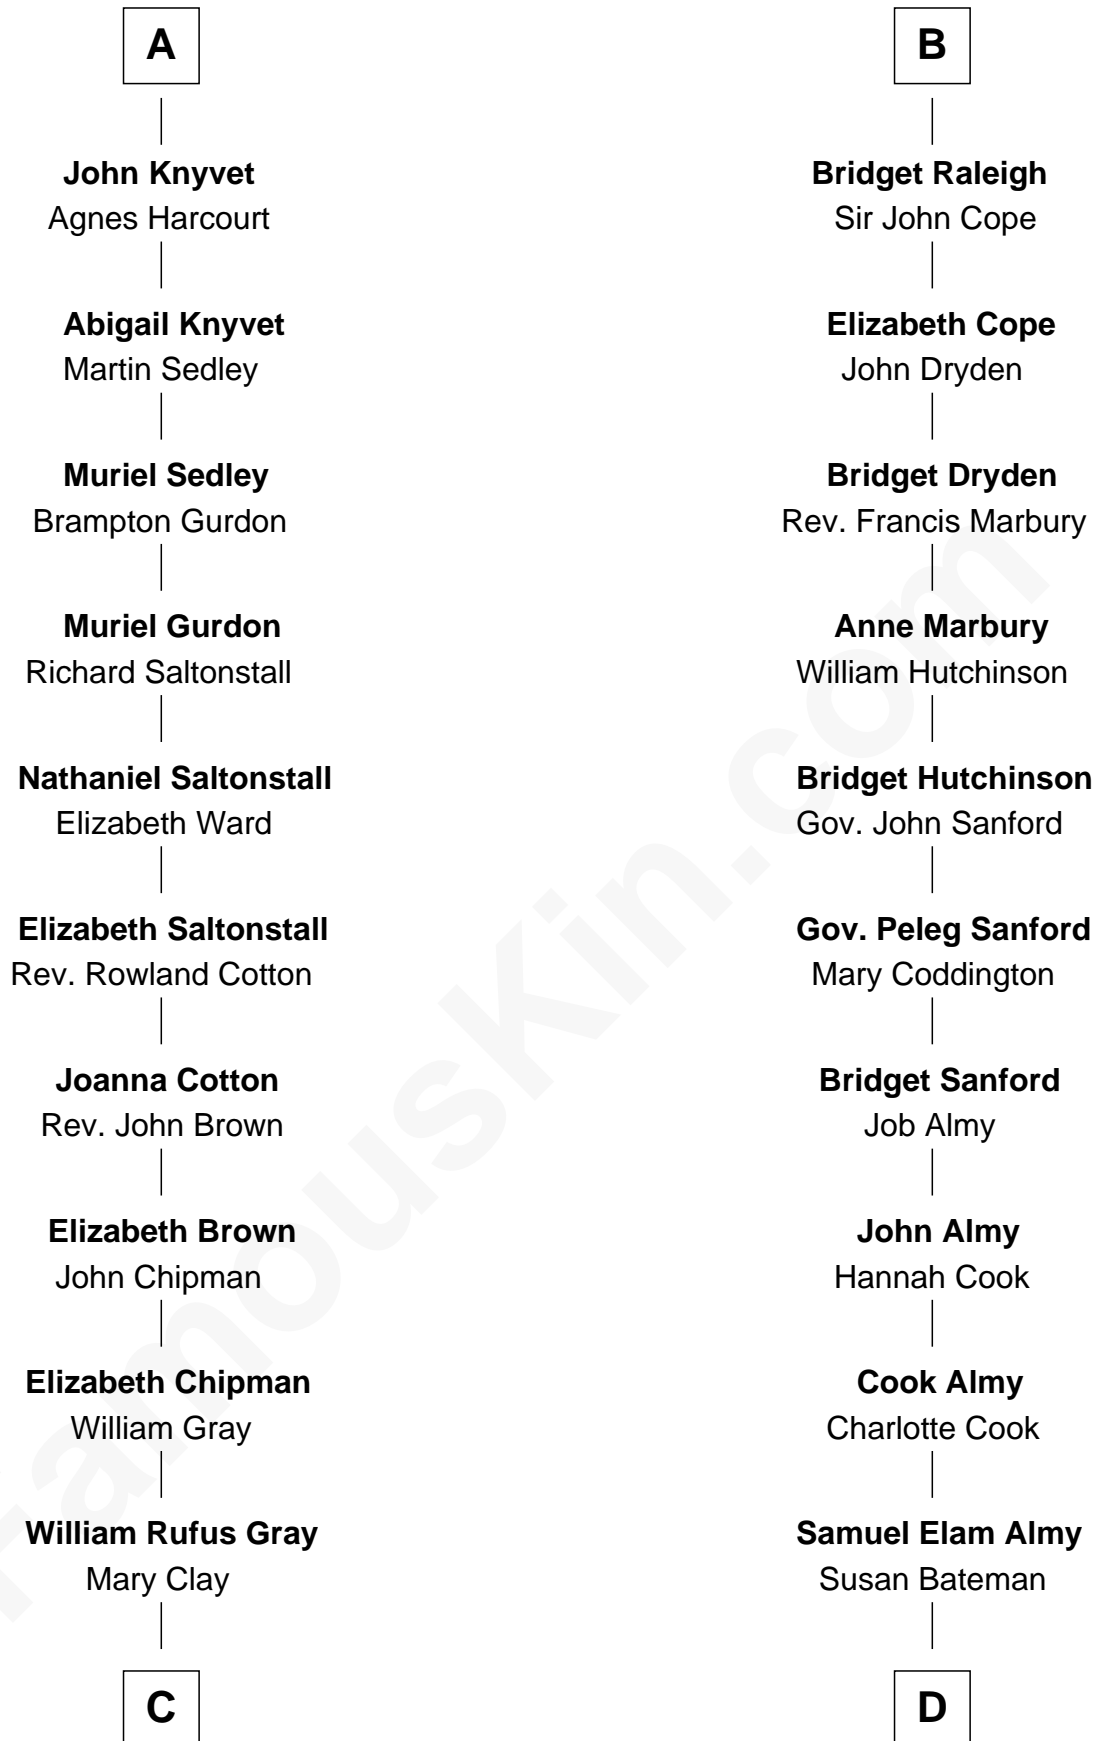 A
John Knyvet
Agnes Harcourt
Abigail Knyvet
Martin Sedley
Muriel Sedley
Brampton Gurdon
Muriel Gurdon
Richard Saltonstall
Nathaniel Saltonstall
Elizabeth Ward
Elizabeth Saltonstall
Rev. Rowland Cotton
Joanna Cotton
Rev. John Brown
Elizabeth Brown
John Chipman
Elizabeth Chipman
William Gray
William Rufus Gray
Mary Clay
C
B
Bridget Raleigh
Sir John Cope
Elizabeth Cope
John Dryden
Bridget Dryden
Rev. Francis Marbury
Anne Marbury
William Hutchinson
Bridget Hutchinson
Gov. John Sanford
Gov. Peleg Sanford
Mary Coddington
Bridget Sanford
Job Almy
John Almy
Hannah Cook
Cook Almy
Charlotte Cook
Samuel Elam Almy
Susan Bateman
D
FamousKin.com